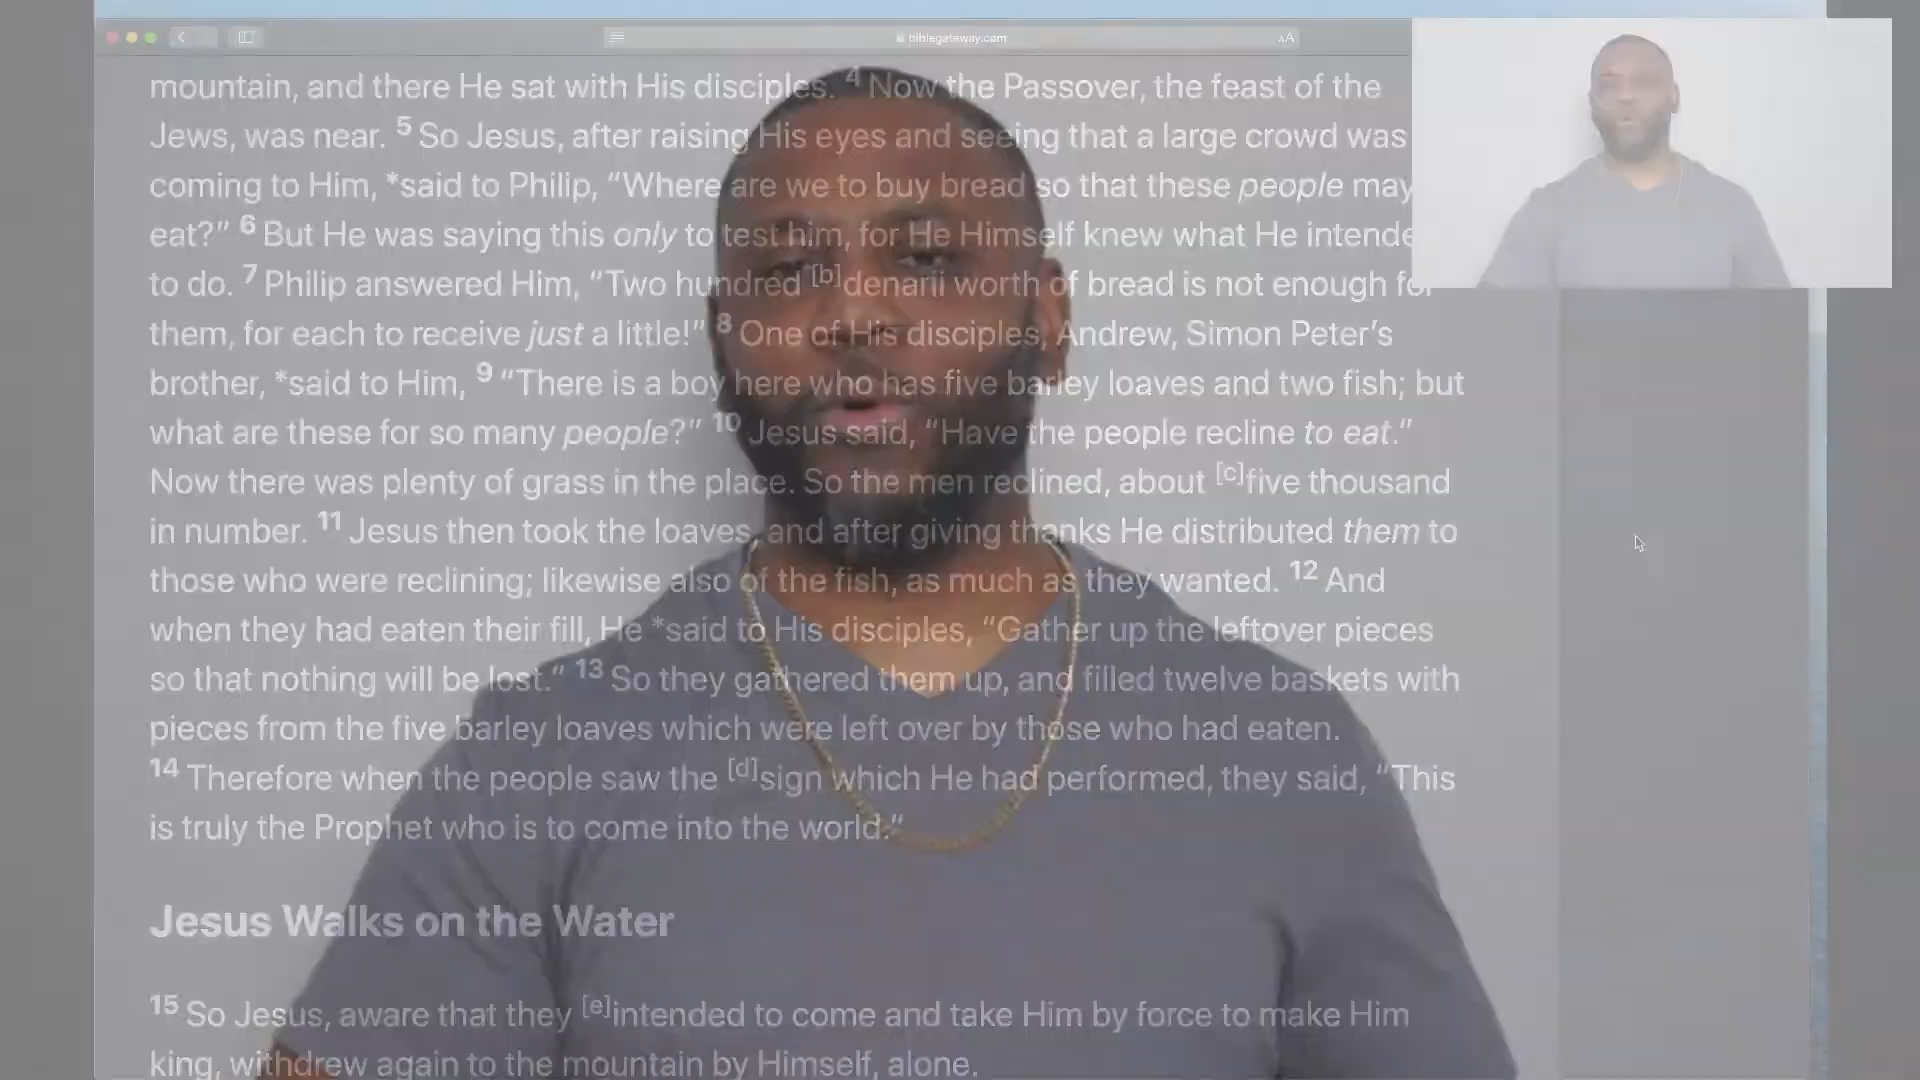 biblegateway.com
AA
mountain, and there He sat with His disciples. 4 Now the Passover, the feast of the
Jews, was near. 5 So Jesus, after raising His eyes and seeing that a large crowd was
coming to Him, *said to Philip, “Where are we to buy bread so that these people may
eat?” 6 But He was saying this only to test him, for He Himself knew what He intende
to do. 7 Philip answered Him, “Two hundred [b]denarii worth of bread is not enough for
them, for each to receive just a little!” 8 One of His disciples, Andrew, Simon Peter’s
brother, *said to Him, 9 “There is a boy here who has five barley loaves and two fish; but
what are these for so many people?” 10 Jesus said, “Have the people recline to eat.”
Now there was plenty of grass in the place. So the men reclined, about [c]five thousand
in number. 11 Jesus then took the loaves, and after giving thanks He distributed them to
those who were reclining; likewise also of the fish, as much as they wanted. 12 And
when they had eaten their fill, He *said to His disciples, “Gather up the leftover pieces
so that nothing will be lost.” 13 So they gathered them up, and filled twelve baskets with
pieces from the five barley loaves which were left over by those who had eaten.
14 Therefore when the people saw the [d]sign which He had performed, they said, “This
is truly the Prophet who is to come into the world.”
Jesus Walks on the Water
15 So Jesus, aware that they [e]intended to come and take Him by force to make Him
king, withdrew again to the mountain by Himself, alone.